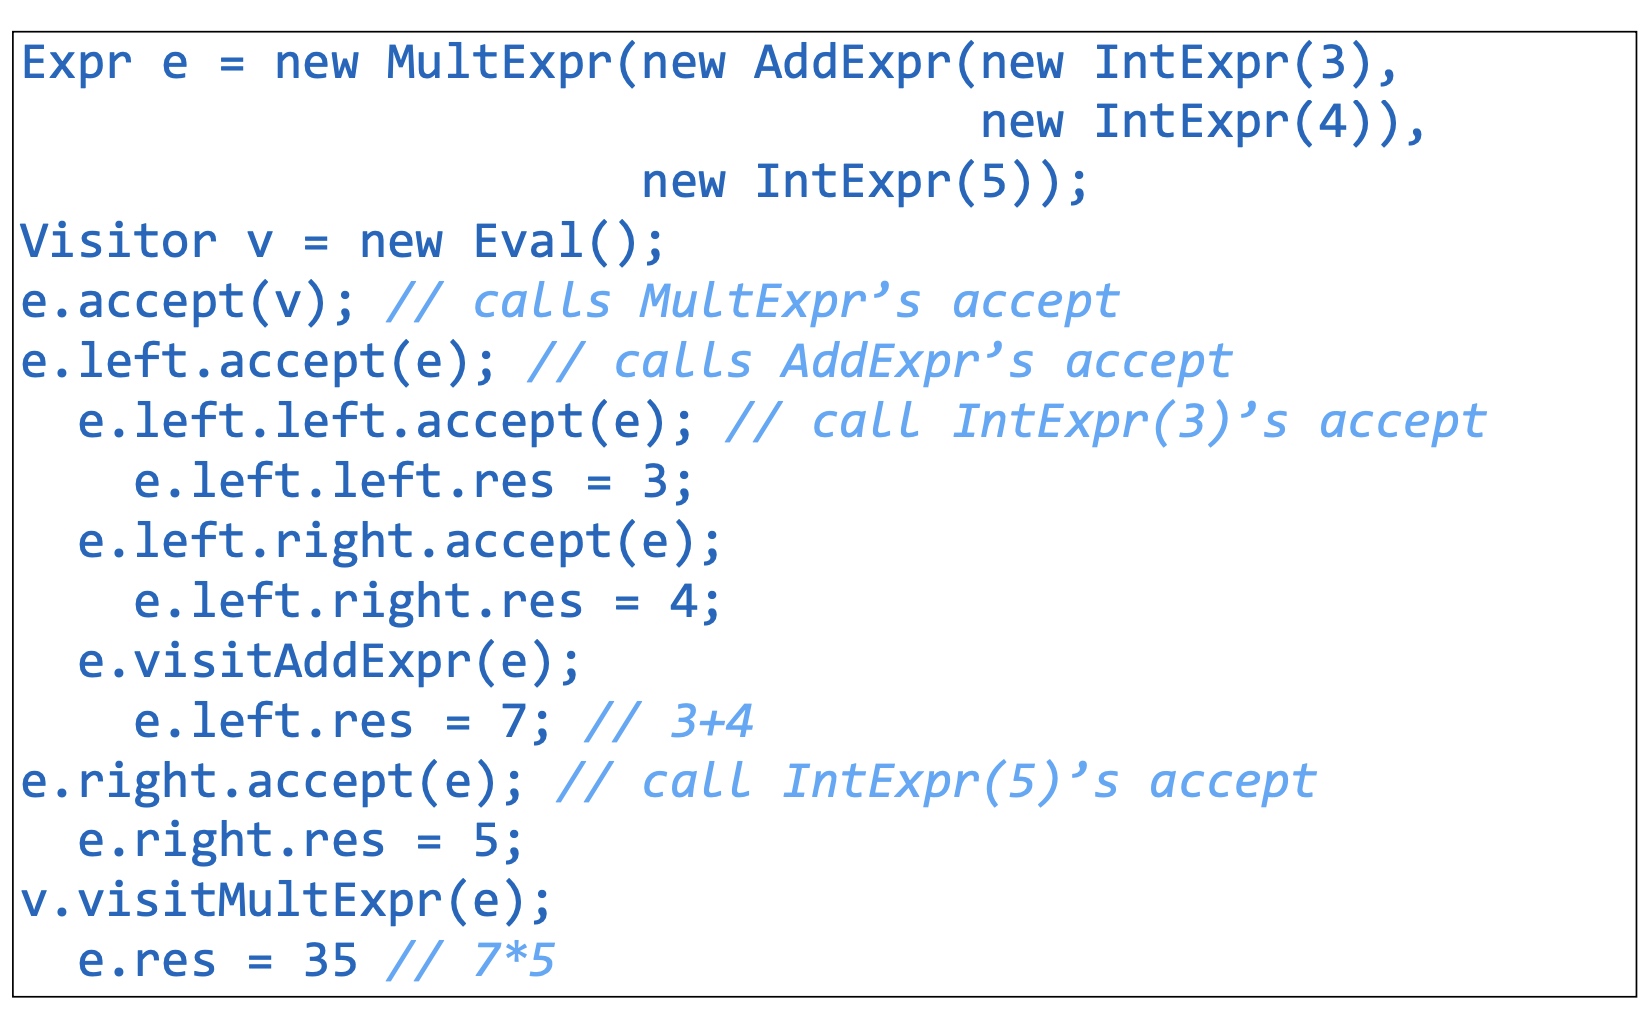 Expr e = new MultExpr(new AddExpr(new IntExpr(3),
                                  new IntExpr(4)),
                      new IntExpr(5));
Visitor v = new Eval();
e.accept(v); // calls MultExpr’s accept
e.left.accept(e); // calls AddExpr’s accept
  e.left.left.accept(e); // call IntExpr(3)’s accept
    e.left.left.res = 3;
  e.left.right.accept(e);
    e.left.right.res = 4;
  e.visitAddExpr(e);
    e.left.res = 7; // 3+4
e.right.accept(e); // call IntExpr(5)’s accept
  e.right.res = 5;
v.visitMultExpr(e);
  e.res = 35 // 7*5